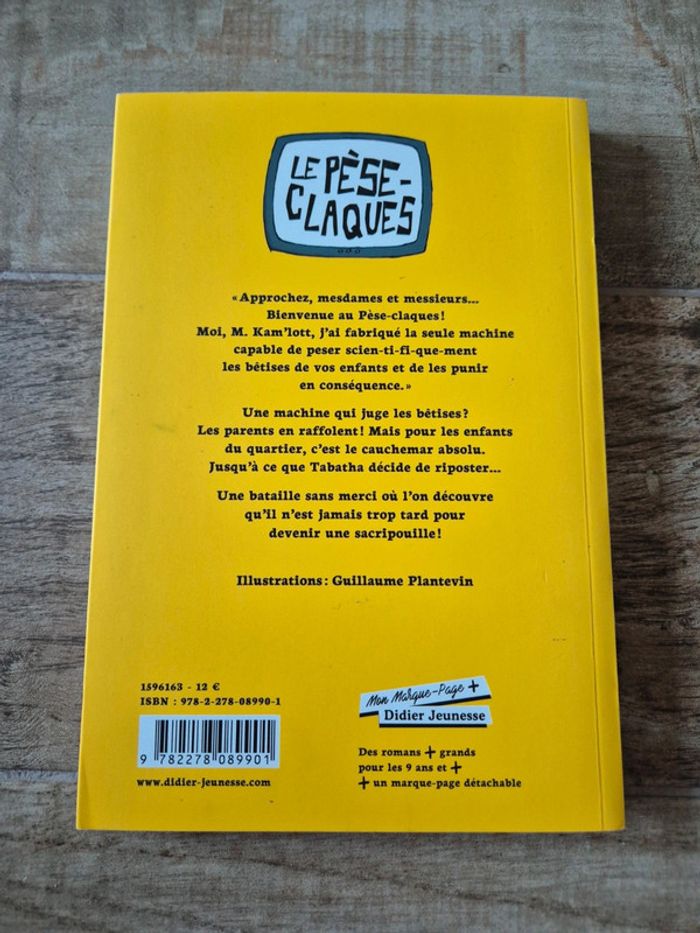 LE PÈSE-
CLAQUES
« Approchez, mesdames et messieurs...
Bienvenue au Pèse-claques !
Moi, M. Kam'lott, j'ai fabriqué la seule machine
capable de peser scien-ti-fi-que-ment
les bêtises de vos enfants et de les punir
en conséquence. »
Une machine qui juge les bêtises ?
Les parents en raffolent ! Mais pour les enfants
du quartier, c'est le cauchemar absolu.
Jusqu'à ce que Tabatha décide de riposter...
Une bataille sans merci où l'on découvre
qu'il n'est jamais trop tard pour
devenir une sacripouille !
Illustrations : Guillaume Plantevin
1596163 - 12 €
ISBN : 978-2-278-08990-1
9 782278 089901
www.didier-jeunesse.com
Mon Marque-Page +
Didier Jeunesse
Des romans + grands
pour les 9 ans et +
+ un marque-page détachable